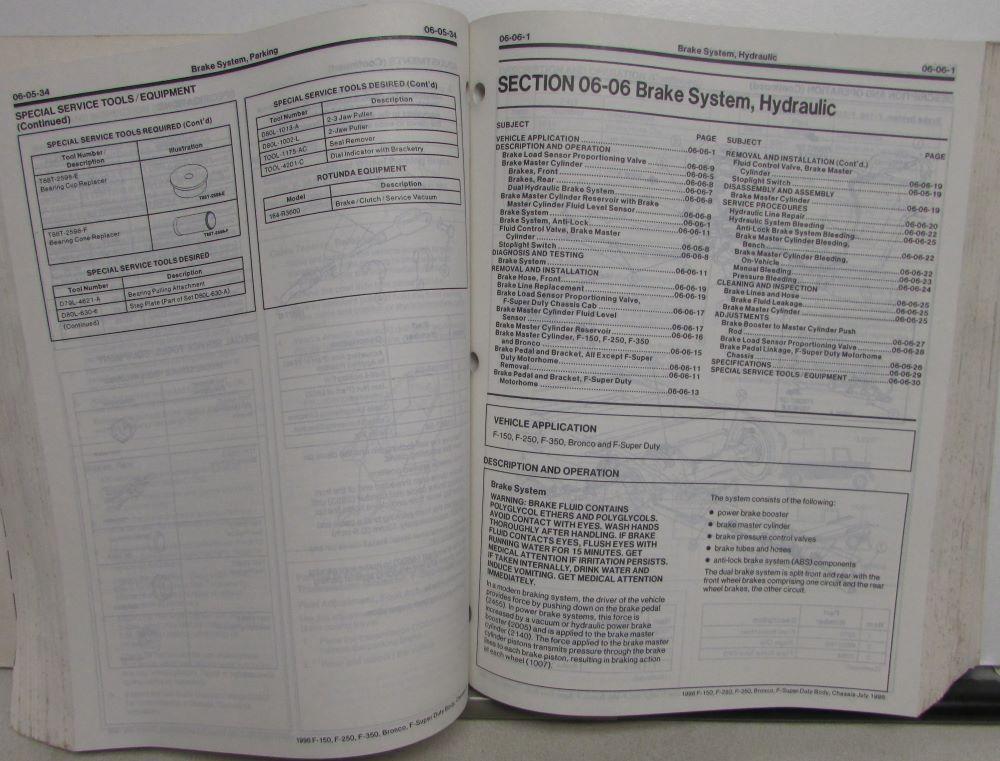 06-05-34
Brake System, Parking
06-05-34
SPECIAL SERVICE TOOLS/EQUIPMENT
(Continued)
SPECIAL SERVICE TOOLS REQUIRED (Cont'd)
Tool Number
Description
Illustration
T88T-2598-E
Bearing Cup Replacer
T88T-2598-E
T88T-2598-F
Bearing Cone Replacer
T88T-2598-F
SPECIAL SERVICE TOOLS DESIRED
Tool Number
Description
D79L-4621-A
Bearing Pulling Attachment
D80L-630-6
Step Plate (Part of Set D80L-630-A)
(Continued)
SPECIAL SERVICE TOOLS DESIRED (Cont'd)
Description
Tool Number
D80L-1013-A
2-3 Jaw Puller
D80L-1002-L
2-Jaw Puller
TOOL-1175-AC
Seal Remover
TOOL-4201-C
Dial Indicator with Bracketry
ROTUNDA EQUIPMENT
Model
Description
164-R3600
Brake/Clutch/Service Vacuum
1996 F-150, F-250, F-350, Bronco, F-Super Duty Body, Chassis
06-06-1
Brake System, Hydraulic
06-06-1
SECTION 06-06 Brake System, Hydraulic
SUBJECT
PAGE
VEHICLE APPLICATION ...06-06-1
DESCRIPTION AND OPERATION
Brake Load Sensor Proportioning Valve ...06-06-9
Brake Master Cylinder ...06-06-5
Brakes, Front ...06-06-8
Brakes, Rear ...06-06-8
Dual Hydraulic Brake System
Brake Master Cylinder Reservoir with Brake
Master Cylinder Fluid Level Sensor ...06-06-8
Brake System ...06-06-1
Brake System, Anti-Lock ...06-06-11
Fluid Control Valve, Brake Master
Cylinder ...06-06-8
Stoplight Switch ...06-06-8
DIAGNOSIS AND TESTING
Brake System ...06-06-11
REMOVAL AND INSTALLATION
Brake Hose, Front ...06-06-19
Brake Line Replacement ...06-06-19
Brake Load Sensor Proportioning Valve,
F-Super Duty Chassis Cab ...06-06-17
Brake Master Cylinder Fluid Level
Sensor ...06-06-17
Brake Master Cylinder Reservoir ...06-06-16
Brake Master Cylinder, F-150, F-250, F-350
and Bronco ...06-06-15
Brake Pedal and Bracket, All Except F-Super
Duty Motorhome ...06-06-11
Removal ...06-06-11
Brake Pedal and Bracket, F-Super Duty
Motorhome ...06-06-13
SUBJECT
PAGE
REMOVAL AND INSTALLATION (Cont'd.)
Fluid Control Valve, Brake Master
Cylinder ...06-06-19
Stoplight Switch ...06-06-19
DISASSEMBLY AND ASSEMBLY
Brake Master Cylinder ...06-06-19
SERVICE PROCEDURES
Hydraulic Line Repair ...06-06-20
Hydraulic System Bleeding ...06-06-22
Anti-Lock Brake System Bleeding ...06-06-25
Brake Master Cylinder Bleeding,
Bench ...06-06-22
Brake Master Cylinder Bleeding,
On-Vehicle ...06-06-22
Manual Bleeding ...06-06-23
Pressure Bleeding ...06-06-24
CLEANING AND INSPECTION
Brake Lines and Hose ...06-06-25
Brake Fluid Leakage ...06-06-25
Brake Master Cylinder ...06-06-25
ADJUSTMENTS
Brake Booster to Master Cylinder Push
Rod ...06-06-27
Brake Load Sensor Proportioning Valve ...06-06-28
Brake Pedal Linkage, F-Super Duty Motorhome
Chassis ...06-06-26
SPECIFICATIONS ...06-06-29
SPECIAL SERVICE TOOLS/EQUIPMENT ...06-06-30
VEHICLE APPLICATION
F-150, F-250, F-350, Bronco and F-Super Duty
DESCRIPTION AND OPERATION
Brake System
WARNING: BRAKE FLUID CONTAINS
POLYGLYCOL ETHERS AND POLYGLYCOLS.
AVOID CONTACT WITH EYES. WASH HANDS
THOROUGHLY AFTER HANDLING. IF BRAKE
FLUID CONTACTS EYES, FLUSH EYES WITH
RUNNING WATER FOR 15 MINUTES. GET
MEDICAL ATTENTION IF IRRITATION PERSISTS.
IF TAKEN INTERNALLY, DRINK WATER AND
INDUCE VOMITING. GET MEDICAL ATTENTION
IMMEDIATELY.
In a modern braking system, the driver of the vehicle
provides force by pushing down on the brake pedal
(2455). In power brake systems, this force is
increased by a vacuum or hydraulic power brake
booster (2005) and is applied to the brake master
cylinder (2140). The force applied to the brake master
cylinder pistons transmits pressure through the brake
lines to each brake piston, resulting in braking action
at each wheel (1007).
The system consists of the following:
● power brake booster
● brake master cylinder
● brake pressure control valves
● brake tubes and hoses
● anti-lock brake system (ABS) components
The dual brake system is split front and rear with the
front wheel brakes comprising one circuit and the rear
wheel brakes, the other circuit.
1996 F-150, F-250, F-350, Bronco, F-Super Duty Body, Chassis July 1995